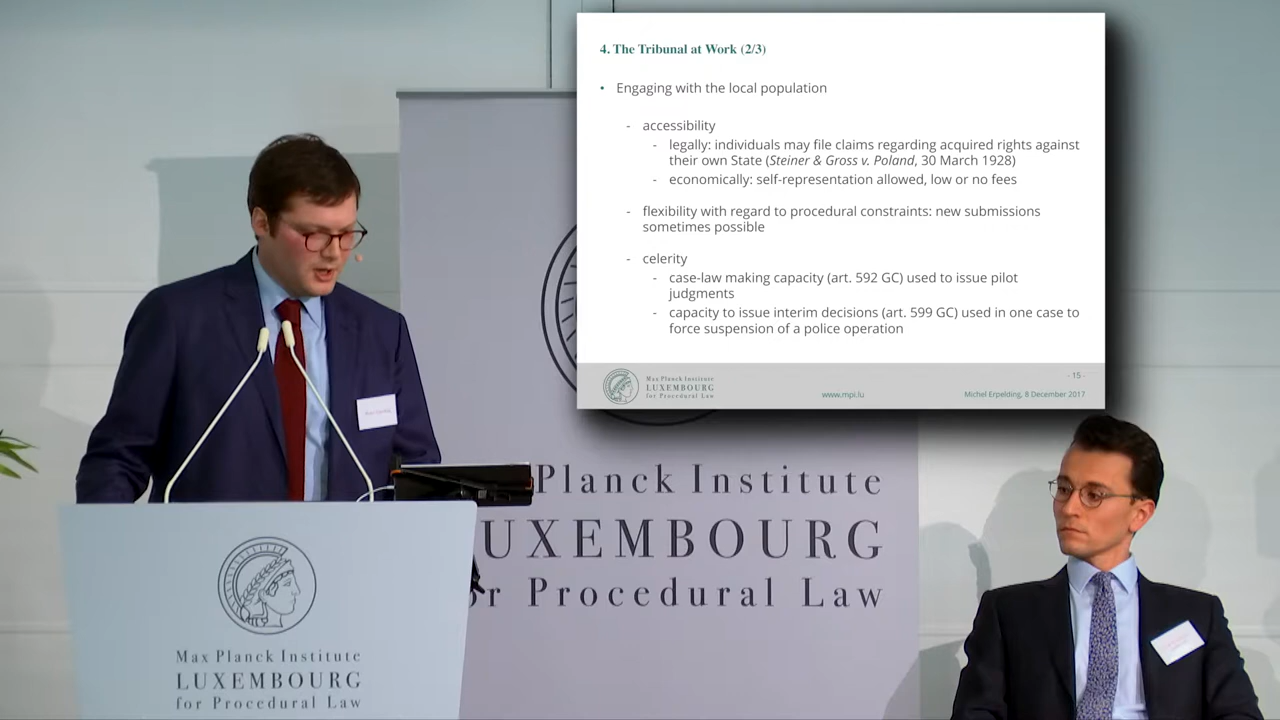 4. The Tribunal at Work (2/3)
• Engaging with the local population
- accessibility
- legally: individuals may file claims regarding acquired rights against
their own State (Steiner & Gross v. Poland, 30 March 1928)
- economically: self-representation allowed, low or no fees
- flexibility with regard to procedural constraints: new submissions
sometimes possible
- celerity
- case-law making capacity (art. 592 GC) used to issue pilot
judgments
- capacity to issue interim decisions (art. 599 GC) used in one case to
force suspension of a police operation
- 15 -
MAX PLANCK INSTITUTE
LUXEMBOURG
for Procedural Law
www.mpi.lu
Michel Erpelding, 8 December 2017
Planck Institute
UXEMBOURG
or Procedural Law
Max Planck Institute
LUXEMBOURG
for Procedural Law